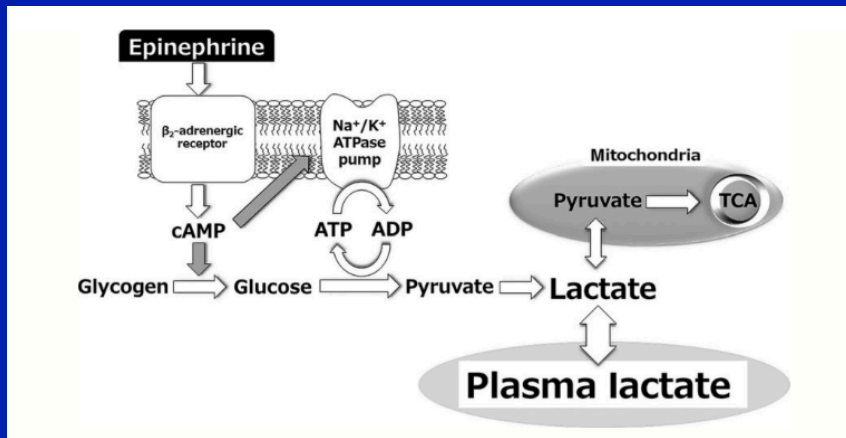 Epinephrine
β₂-adrenergic
receptor
Na⁺/K⁺
ATPase
pump
Mitochondria
Pyruvate
TCA
cAMP
ATP
ADP
Glycogen
Glucose
Pyruvate
Lactate
Plasma lactate